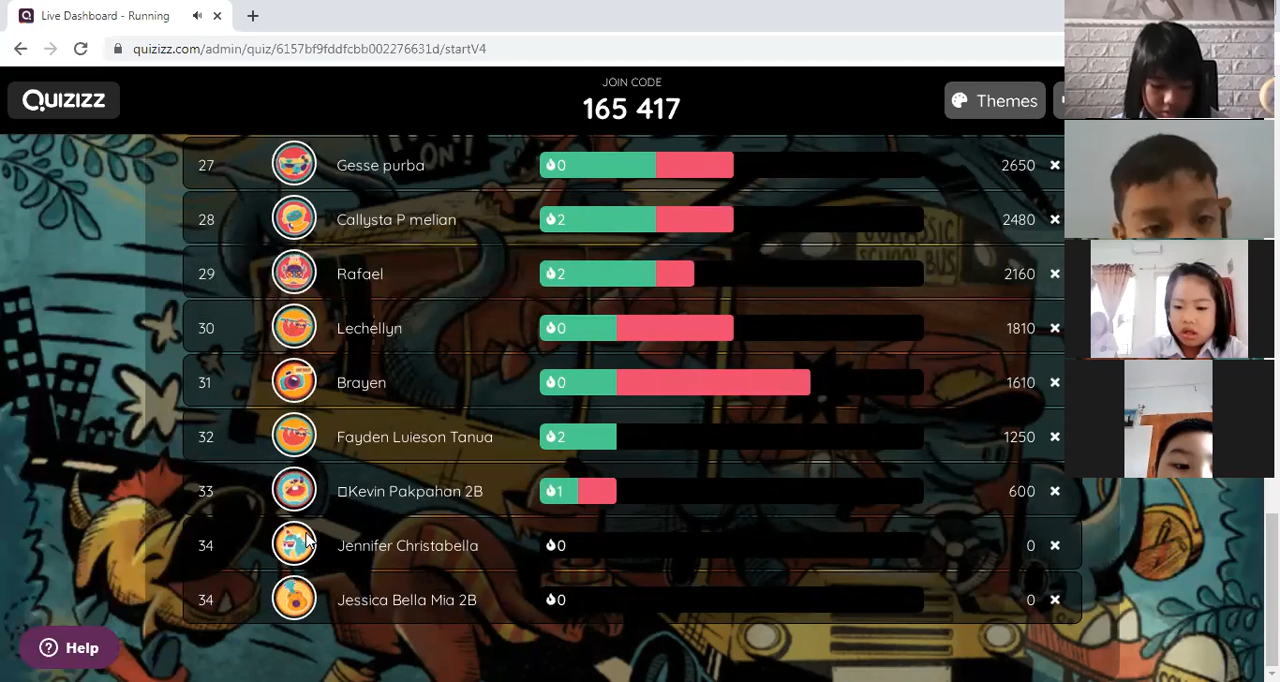 Live Dashboard - Running
quizizz.com/admin/quiz/6157bf9fddfcbb002276631d/startV4
QUIZIZZ
JOIN CODE
165 417
Themes
27 Gesse purba 0 2650
28 Callysta P melian 2 2480
29 Rafael 2 2160
30 Lechellyn 0 1810
31 Brayen 0 1610
32 Fayden Luieson Tanua 2 1250
33 □Kevin Pakpahan 2B 1 600
34 Jennifer Christabella 0 0
34 Jessica Bella Mia 2B 0 0
Help